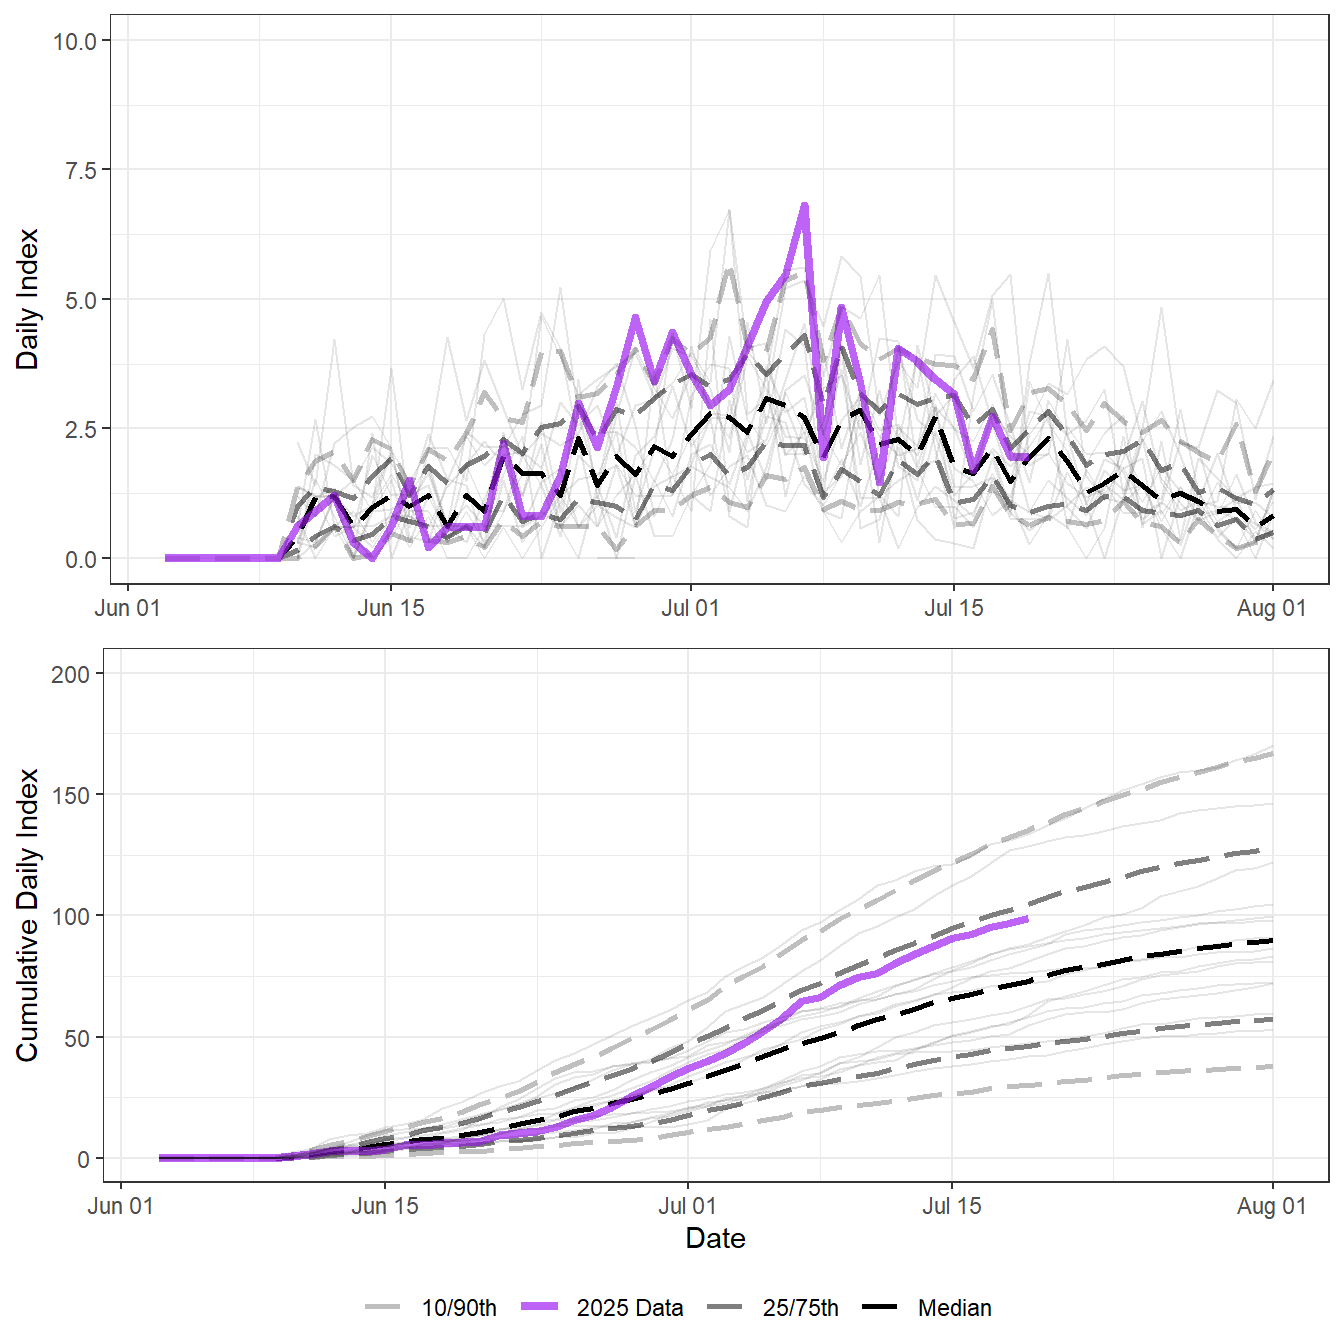 10.0
7.5
5.0
2.5
0.0
Daily Index
Jun 01 Jun 15 Jul 01 Jul 15 Aug 01
200
150
100
50
0
Cumulative Daily Index
Jun 01 Jun 15 Jul 01 Jul 15 Aug 01
Date
10/90th 2025 Data 25/75th Median